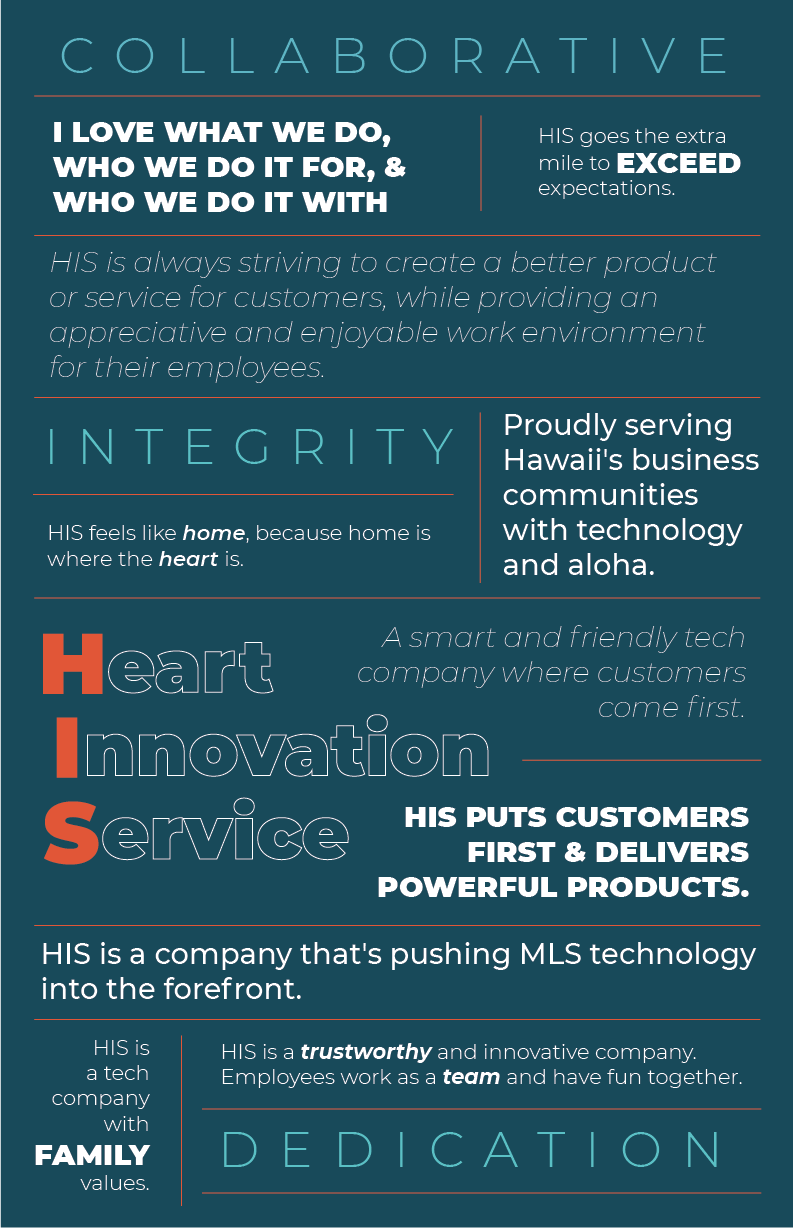 COLLABORATIVE
I LOVE WHAT WE DO,
WHO WE DO IT FOR, &
WHO WE DO IT WITH
HIS goes the extra
mile to EXCEED
expectations.
HIS is always striving to create a better product
or service for customers, while providing an
appreciative and enjoyable work environment
for their employees.
INTEGRITY
HIS feels like home, because home is
where the heart is.
Proudly serving
Hawaii's business
communities
with technology
and aloha.
Heart
Innovation
Service
A smart and friendly tech
company where customers
come first.
HIS PUTS CUSTOMERS
FIRST & DELIVERS
POWERFUL PRODUCTS.
HIS is a company that's pushing MLS technology
into the forefront.
HIS is
a tech
company
with
FAMILY
values.
HIS is a trustworthy and innovative company.
Employees work as a team and have fun together.
DEDICATION